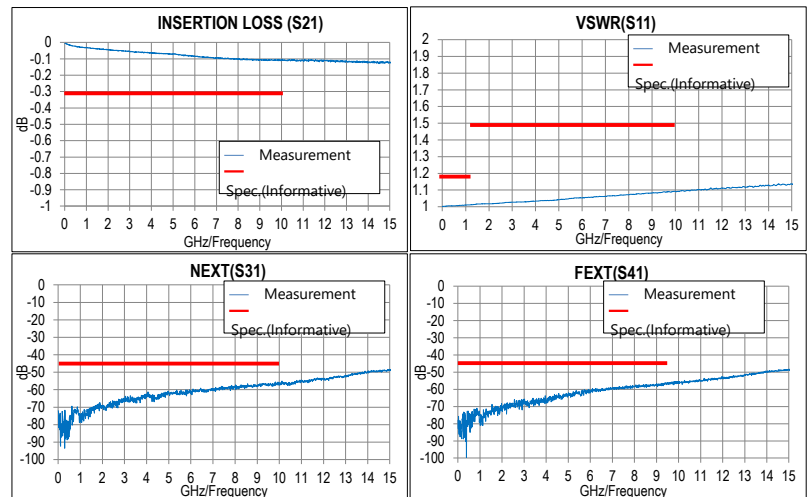 INSERTION LOSS (S21)
0
-0.1
-0.2
-0.3
-0.4
-0.5
-0.6
-0.7
-0.8
-0.9
-1
dB
Measurement
Spec.(Informative)
0 1 2 3 4 5 6 7 8 9 10 11 12 13 14 15
GHz/Frequency
VSWR(S11)
2
1.9
1.8
1.7
1.6
1.5
1.4
1.3
1.2
1.1
1
Measurement
Spec.(Informative)
0 1 2 3 4 5 6 7 8 9 10 11 12 13 14 15
GHz/Frequency
NEXT(S31)
0
-10
-20
-30
-40
-50
-60
-70
-80
-90
-100
dB
Measurement
Spec.(Informative)
0 1 2 3 4 5 6 7 8 9 10 11 12 13 14 15
GHz/Frequency
FEXT(S41)
0
-10
-20
-30
-40
-50
-60
-70
-80
-90
-100
dB
Measurement
Spec.(Informative)
0 1 2 3 4 5 6 7 8 9 10 11 12 13 14 15
GHz/Frequency